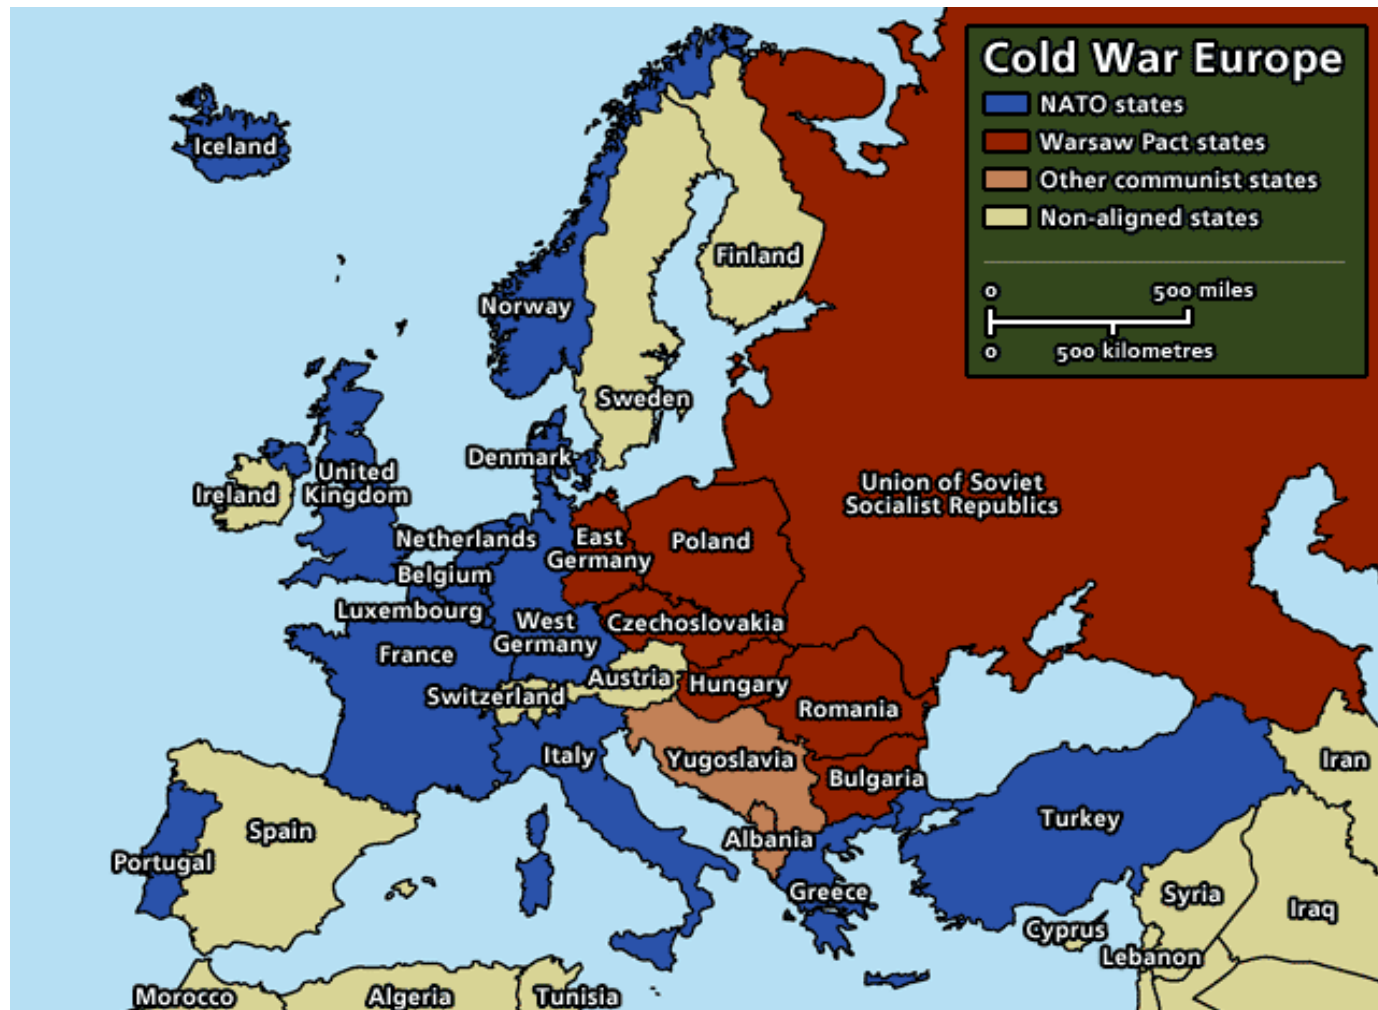 Cold War Europe
NATO states
Warsaw Pact states
Other communist states
Non-aligned states
0 500 miles
0 500 kilometres
Iceland
Finland
Norway
Sweden
Denmark
United
Kingdom
Ireland
Union of Soviet
Socialist Republics
Netherlands
East
Germany
Poland
Belgium
Luxembourg
West
Germany
Czechoslovakia
France
Austria
Hungary
Switzerland
Romania
Italy
Yugoslavia
Bulgaria
Iran
Spain
Turkey
Albania
Portugal
Greece
Syria
Iraq
Cyprus
Lebanon
Morocco
Algeria
Tunisia